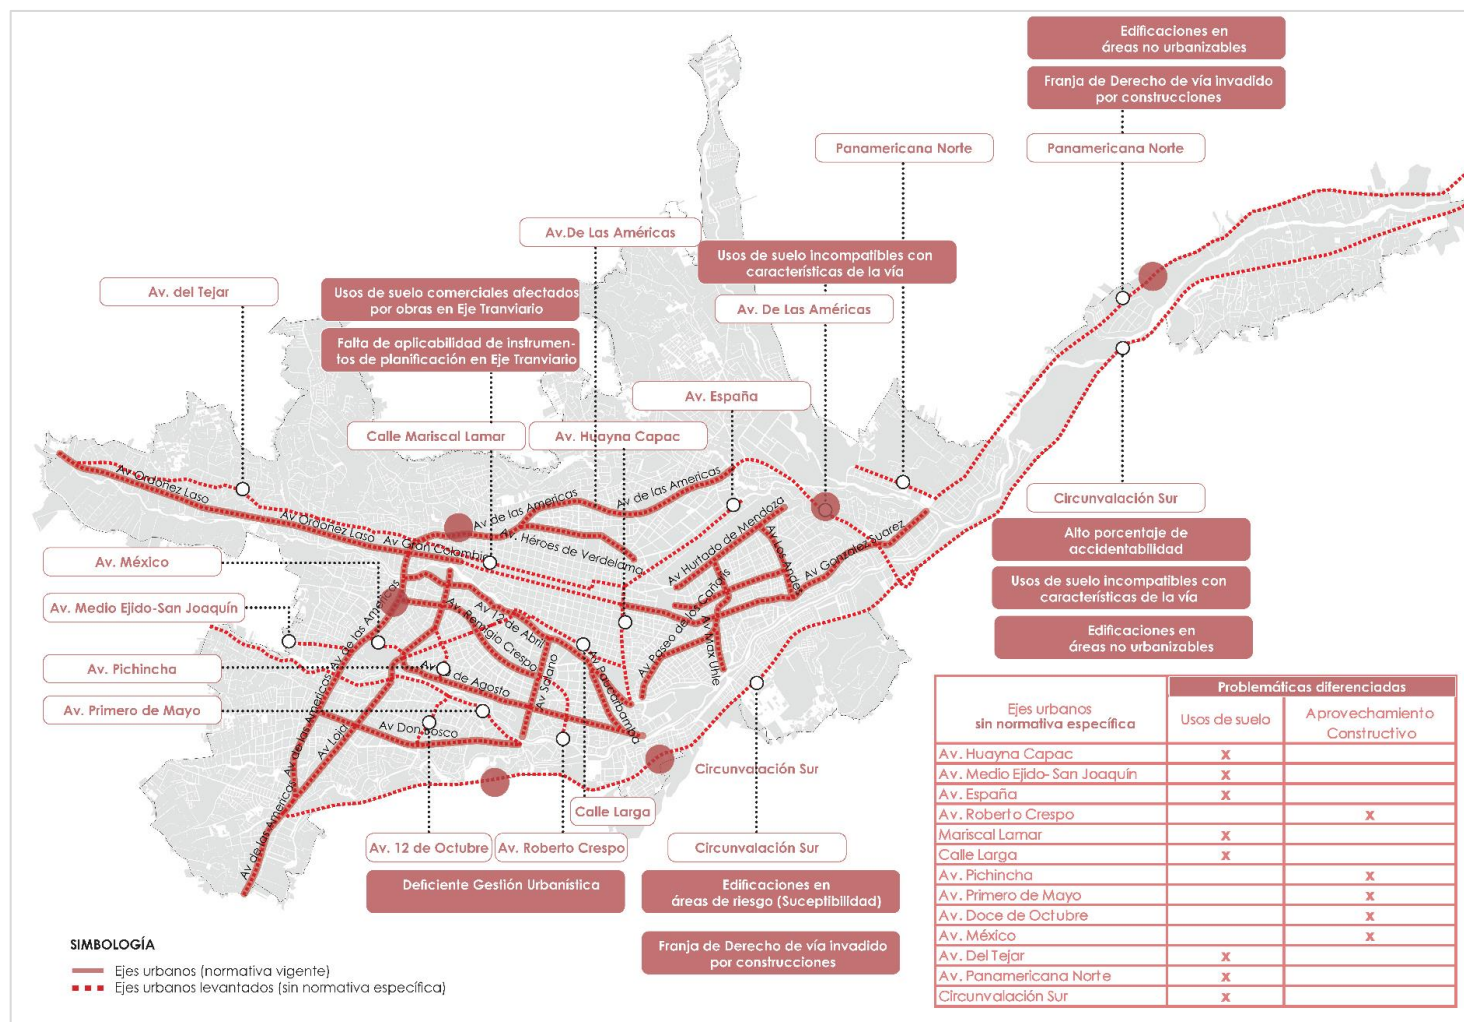 Edificaciones en
áreas no urbanizables
Franja de Derecho de vía invadido
por construcciones
Panamericana Norte
Panamericana Norte
Av.De Las Américas
Usos de suelo incompatibles con
características de la vía
Av. De Las Américas
Av. del Tejar
Usos de suelo comerciales afectados
por obras en Eje Tranviario
Falta de aplicabilidad de instrumen-
tos de planificación en Eje Tranviario
Av. España
Calle Mariscal Lamar
Av. Huayna Capac
Av Ordoñez Laso
Av Ordoñez Laso
Av Gran Colombia
Av de las Americas
Av de las Americas
Av. Héroes de Verdeloma
Av Hurtado de Mendoza
Av Los Andes
Av González Suarez
Av Paseo de los Cañaris
Av Max Uhle
Av. México
Av. Medio Ejido-San Joaquín
Av. Pichincha
Av. Primero de Mayo
Av de las Américas
Av de las Americas
Av de las Americas
Av Loja
Av 12 de Abril
Av. Remigio Crespo
Av Solano
Av Paucarbamba
Av Don Bosco
Circunvalación Sur
Alto porcentaje de
accidentabilidad
Usos de suelo incompatibles con
características de la vía
Edificaciones en
áreas no urbanizables
Circunvalación Sur
Calle Larga
Av. 12 de Octubre
Av. Roberto Crespo
Circunvalación Sur
Deficiente Gestión Urbanística
Edificaciones en
áreas de riesgo (Suceptibilidad)
Franja de Derecho de vía invadido
por construcciones
SIMBOLOGÍA
Ejes urbanos (normativa vigente)
Ejes urbanos levantados (sin normativa específica)
Problemáticas diferenciadas
Ejes urbanos
sin normativa específica
Usos de suelo
Aprovechamiento
Constructivo
Av. Huayna Capac x
Av. Medio Ejido- San Joaquín x
Av. España x
Av. Roberto Crespo x
Mariscal Lamar x
Calle Larga x
Av. Pichincha x
Av. Primero de Mayo x
Av. Doce de Octubre x
Av. México x
Av. Del Tejar x
Av. Panamericana Norte x
Circunvalación Sur x